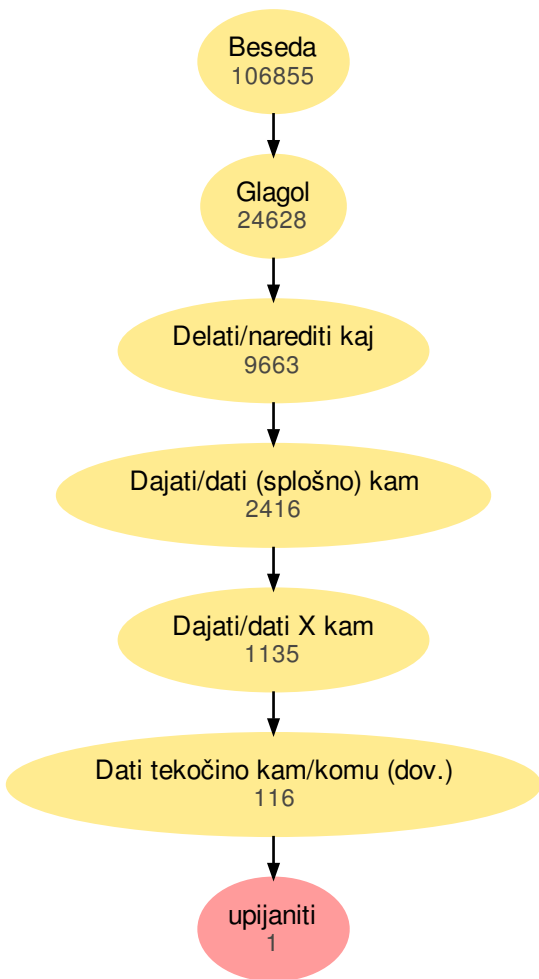 Beseda
106855
Glagol
24628
Delati/narediti kaj
9663
Dajati/dati (splošno) kam
2416
Dajati/dati X kam
1135
Dati tekočino kam/komu (dov.)
116
upijaniti
1